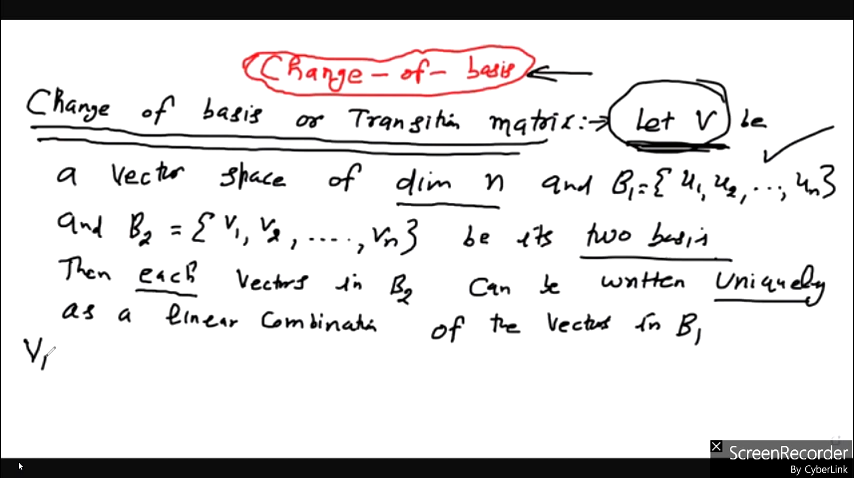 Change-of-basis
Change of basis or Transition matrix:→ Let V be
a vector space of dim n and B₁={u₁, u₂, ..., uₙ}
and B₂ = {v₁, v₂, ...., vₙ} be its two basis
Then each vectors in B₂ can be written uniquely
as a linear combination of the vectors in B₁
V₁
X ScreenRecorder
By CyberLink